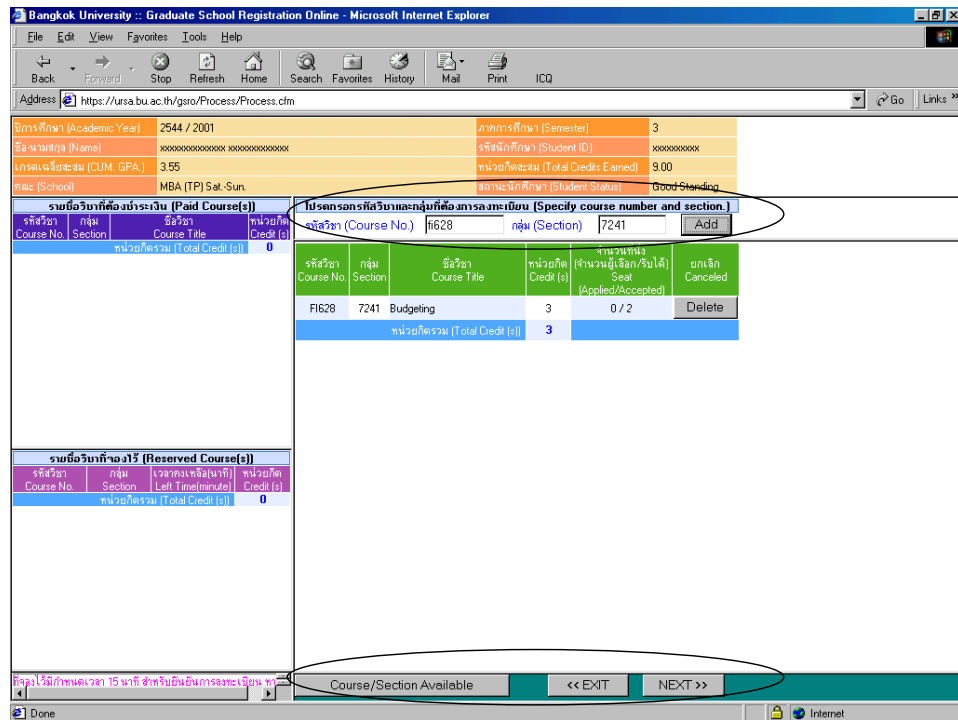 Bangkok University :: Graduate School Registration Online - Microsoft Internet Explorer
File Edit View Favorites Tools Help
Back Forward Stop Refresh Home Search Favorites History Mail Print ICQ
Address https://ursa.bu.ac.th/gsro/Process/Process.cfm Go Links »
ปีการศึกษา (Academic Year) 2544 / 2001 ภาคการศึกษา (Semester) 3
ชื่อ-นามสกุล (Name) xxxxxxxxxxxxxx xxxxxxxxxxxxx รหัสนักศึกษา (Student ID) xxxxxxxxxx
เกรดเฉลี่ยสะสม (CUM. GPA.) 3.55 หน่วยกิตสะสม (Total Credits Earned) 9.00
คณะ (School) MBA (TP) Sat.-Sun. สถานะนักศึกษา (Student Status) Good Standing
รายชื่อวิชาที่ต้องชำระเงิน (Paid Course(s))
รหัสวิชา กลุ่ม ชื่อวิชา หน่วยกิต
Course No. Section Course Title Credit (s)
หน่วยกิตรวม (Total Credit (s)) 0
โปรดกรอกรหัสวิชาและกลุ่มที่ต้องการลงทะเบียน (Specify course number and section.)
รหัสวิชา (Course No.) fi628 กลุ่ม (Section) 7241 Add
รหัสวิชา กลุ่ม ชื่อวิชา หน่วยกิต จำนวนที่นั่ง (จำนวนผู้เลือก/รับได้) ยกเลิก
Course No. Section Course Title Credit (s) Seat (Applied/Accepted) Canceled
FI628 7241 Budgeting 3 0 / 2 Delete
หน่วยกิตรวม (Total Credit (s)) 3
รายชื่อวิชาที่จองไว้ (Reserved Course(s))
รหัสวิชา กลุ่ม เวลาคงเหลือ(นาที) หน่วยกิต
Course No. Section Left Time(minute) Credit (s)
หน่วยกิตรวม (Total Credit (s)) 0
ที่จองไว้มีกำหนดเวลา 15 นาที สำหรับยืนยันการลงทะเบียน
Course/Section Available << EXIT NEXT >>
Done Internet